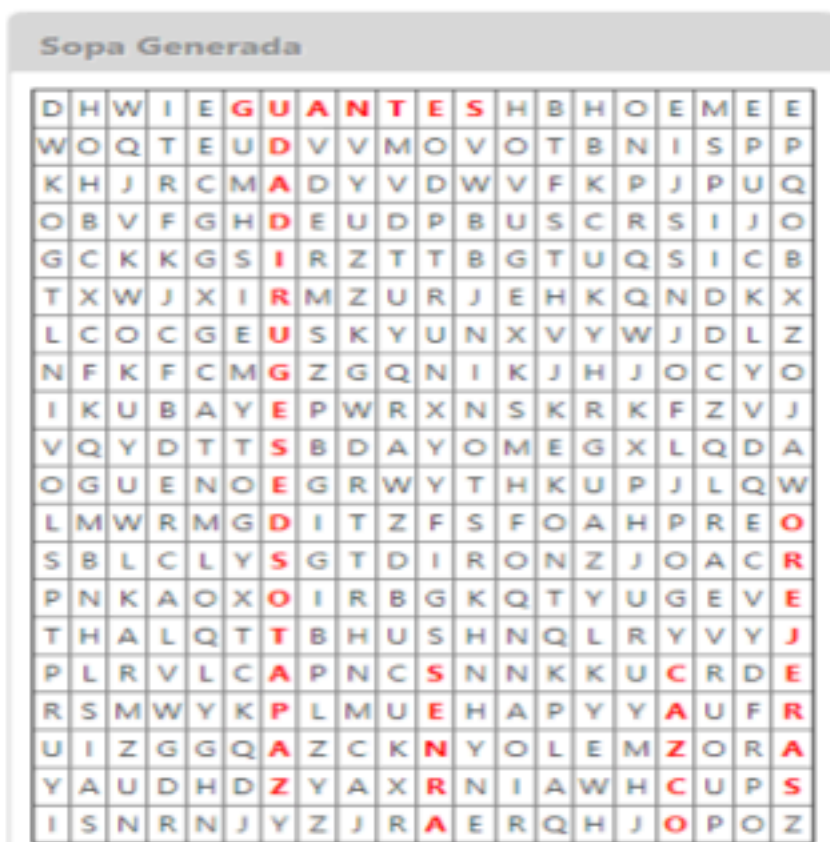 Sopa Generada
D H W I E G U A N T E S H B H O E M E E
W O Q T E U D V V M O V O T B N I S P P
K H J R C M A D Y V D W V F K P J P U Q
O B V F G H D E U D P B U S C R S I J O
G C K K G S I R Z T T B G T U Q S I C B
T X W J X I R M Z U R J E H K Q N D K X
L C O C G E U S K Y U N X V Y W J D L Z
N F K F C M G Z G Q N I K J H J O C Y O
I K U B A Y E P W R X N S K R K F Z V J
V Q Y D T T S B D A Y O M E G X L Q D A
O G U E N O E G R W Y T H K U P J L Q W
L M W R M G D I T Z F S F O A H P R E O
S B L C L Y S G T D I R O N Z J O A C R
P N K A O X O I R B G K Q T Y U G E V E
T H A L Q T T B H U S H N Q L R Y V Y J
P L R V L C A P N C S N N K K U C R D E
R S M W Y K P L M U E H A P Y Y A U F R
U I Z G G Q A Z C K N Y O L E M Z O R A
Y A U D H D Z Y A X R N I A W H C U P S
I S N R N J Y Z J R A E R Q H J O P O Z